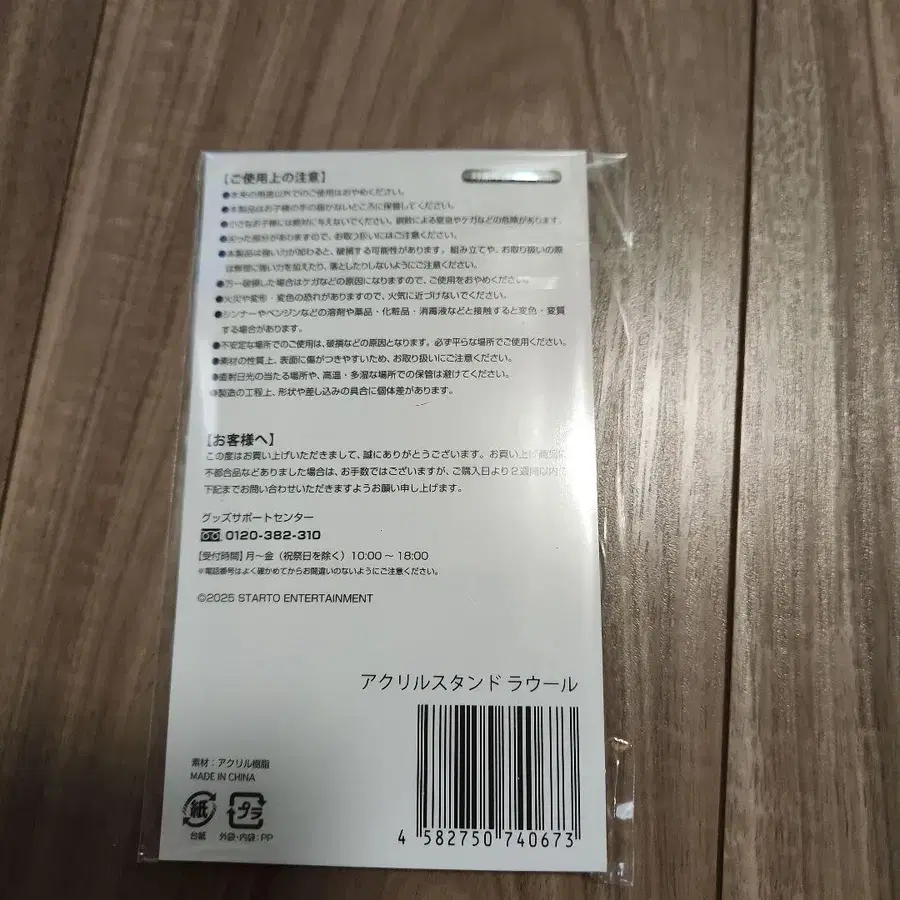 【ご使用上の注意】
●本来の用途以外でのご使用はおやめください。
●本製品はお子様の手の届かないところに保管してください。
●小さなお子様には絶対に与えないでください。誤飲による窒息やケガなどの危険があります。
●尖った部分がありますので、お取り扱いにはご注意ください。
●本製品は強い力が加わると、破損する可能性があります。組み立てや、お取り扱いの際
は無理に強い力を加えたり、落としたりしないようにご注意ください。
●万一破損した場合はケガなどの原因になりますので、ご使用をおやめください。
●火災や変形・変色の恐れがありますので、火気に近づけないでください。
●シンナーやベンジンなどの溶剤や薬品・化粧品・消毒液などと接触すると変色・変質
する場合があります。
●不安定な場所でのご使用は、破損などの原因となります。必ず平らな場所でご使用ください。
●素材の性質上、表面に傷がつきやすいため、お取り扱いにご注意ください。
●直射日光の当たる場所や、高温・多湿な場所での保管は避けてください。
●製造の工程上、形状や差し込みの具合に個体差があります。
【お客様へ】
この度はお買い上げいただきまして、誠にありがとうございます。お買い上げ商品に
不都合品などありました場合は、お手数ではございますが、ご購入日より2週間以内に
下記までお問い合わせいただきますようお願い申し上げます。
グッズサポートセンター
0120-382-310
【受付時間】月～金（祝祭日を除く）10:00～18:00
※電話番号はよく確かめてからお間違いのないようにご注意ください。
©2025 STARTO ENTERTAINMENT
アクリルスタンド ラウール
素材：アクリル樹脂
MADE IN CHINA
紙
プラ
台紙
外袋・内袋：PP
4 582750 740673